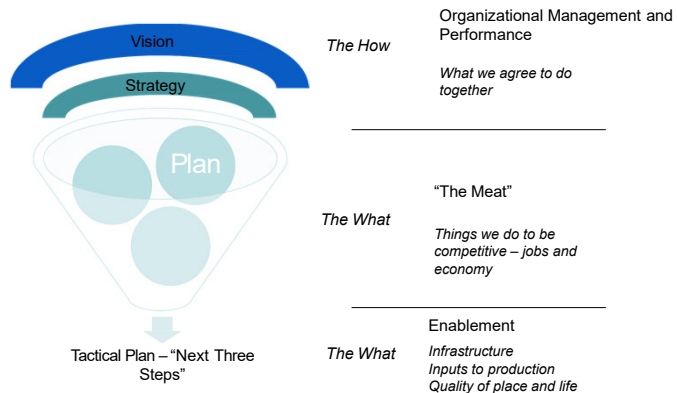 Vision
Strategy
Plan
Tactical Plan – “Next Three
Steps”
The How
Organizational Management and
Performance
What we agree to do
together
The What
“The Meat”
Things we do to be
competitive – jobs and
economy
The What
Enablement
Infrastructure
Inputs to production
Quality of place and life